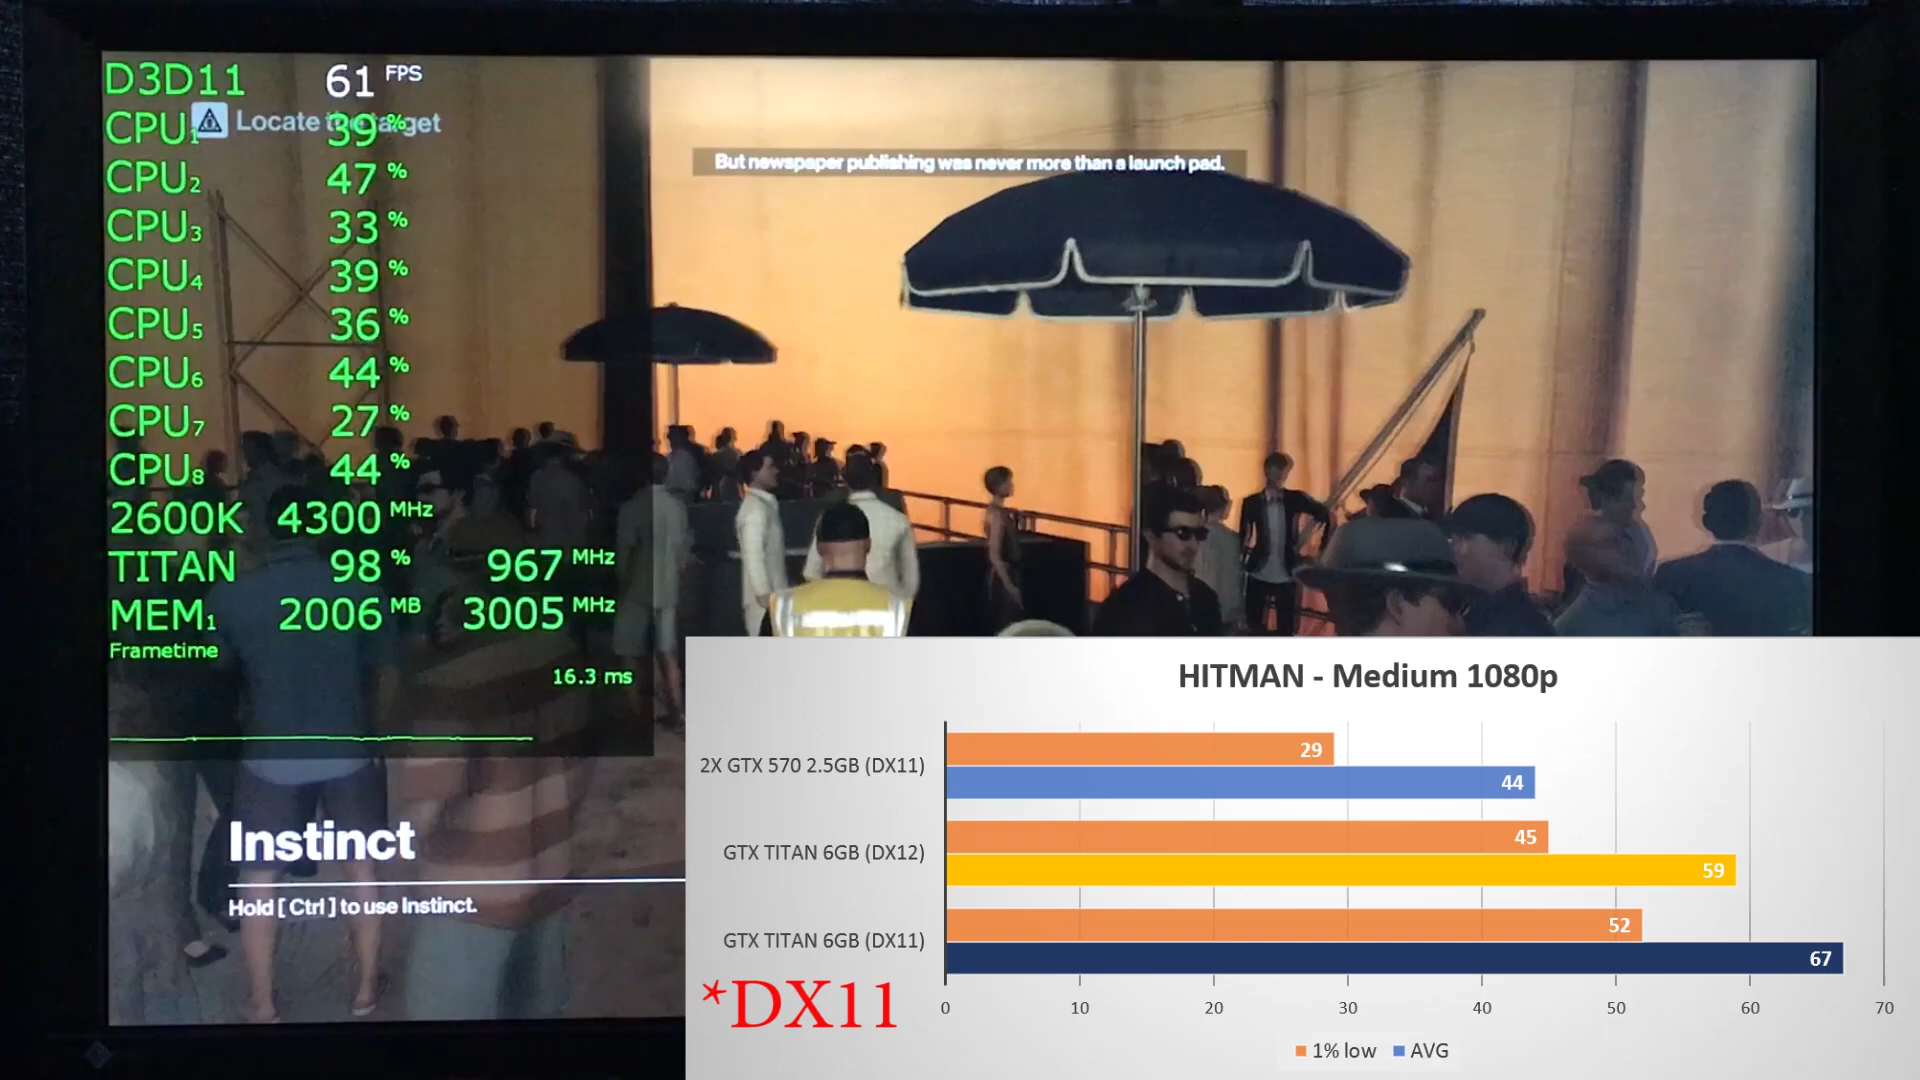 D3D11 61 FPS
Locate the target
CPU1 39 %
CPU2 47 %
CPU3 33 %
CPU4 39 %
CPU5 36 %
CPU6 44 %
CPU7 27 %
CPU8 44 %
2600K 4300 MHz
TITAN 98 % 967 MHz
MEM1 2006 MB 3005 MHz
Frametime
16.3 ms
But newspaper publishing was never more than a launch pad.
Instinct
Hold [ Ctrl ] to use Instinct.
HITMAN - Medium 1080p
2X GTX 570 2.5GB (DX11)
29
44
GTX TITAN 6GB (DX12)
45
59
GTX TITAN 6GB (DX11)
52
67
*DX11
0 10 20 30 40 50 60 70
1% low AVG